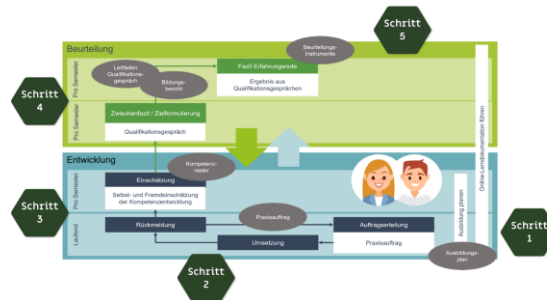 Schritt
5
Beurteilung
Beurteilungs-
instrumente
Leitfaden
Qualifikations-
gespräch
Bildungs-
bericht
Fazit Erfahrungsnote
Ergebnis aus
Qualifikationsgesprächen
Pro Semester
Schritt
4
Zwischenfazit / Zielformulierung
Qualifikationsgespräch
Pro Semester
Online-Lerndokumentation führen
Entwicklung
Kompetenz-
raster
Einschätzung
Selbst- und Fremdeinschätzung
der Kompetenzentwicklung
Pro Semester
Schritt
3
Ausbildung planen
Rückmeldung
Praxisauftrag
Auftragserteilung
Praxisauftrag
Umsetzung
Laufend
Schritt
1
Ausbildungs-
plan
Schritt
2